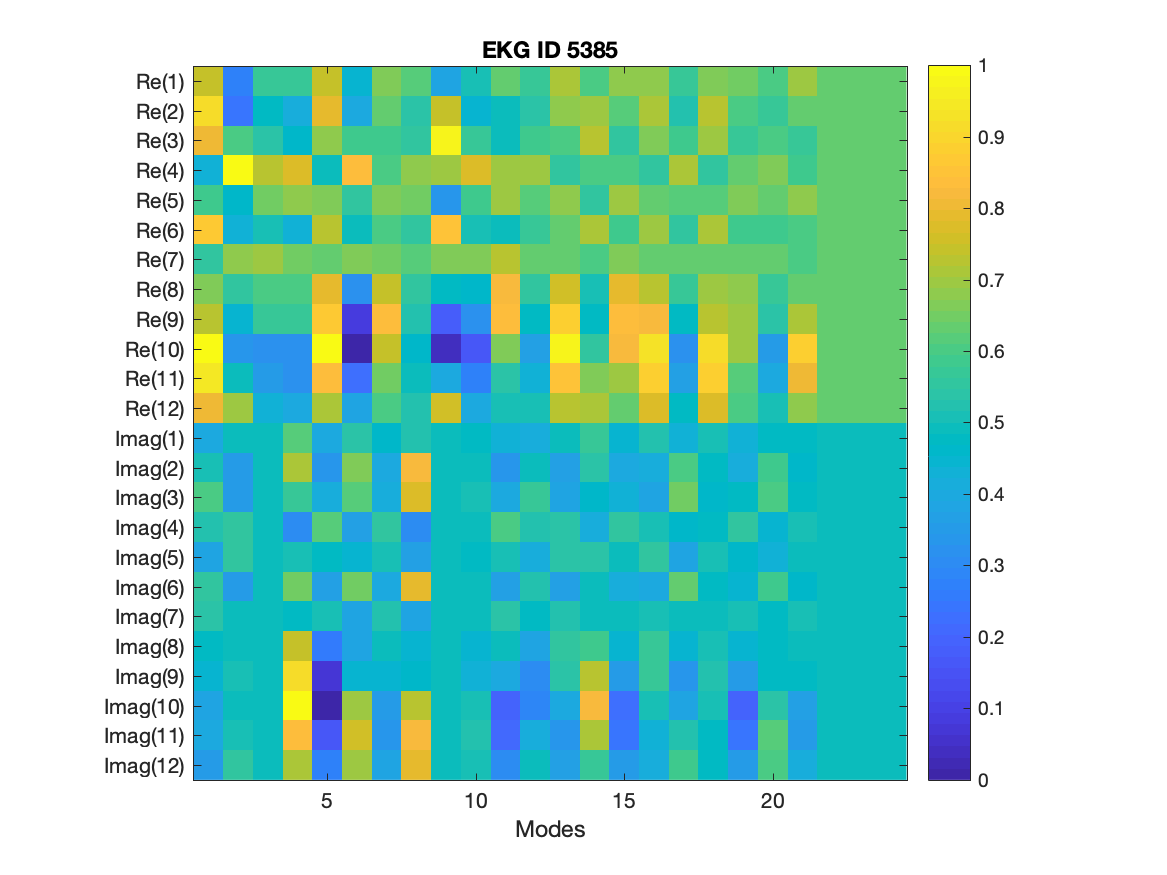 EKG ID 5385
Re(1)
Re(2)
Re(3)
Re(4)
Re(5)
Re(6)
Re(7)
Re(8)
Re(9)
Re(10)
Re(11)
Re(12)
Imag(1)
Imag(2)
Imag(3)
Imag(4)
Imag(5)
Imag(6)
Imag(7)
Imag(8)
Imag(9)
Imag(10)
Imag(11)
Imag(12)
5 10 15 20
Modes
1
0.9
0.8
0.7
0.6
0.5
0.4
0.3
0.2
0.1
0